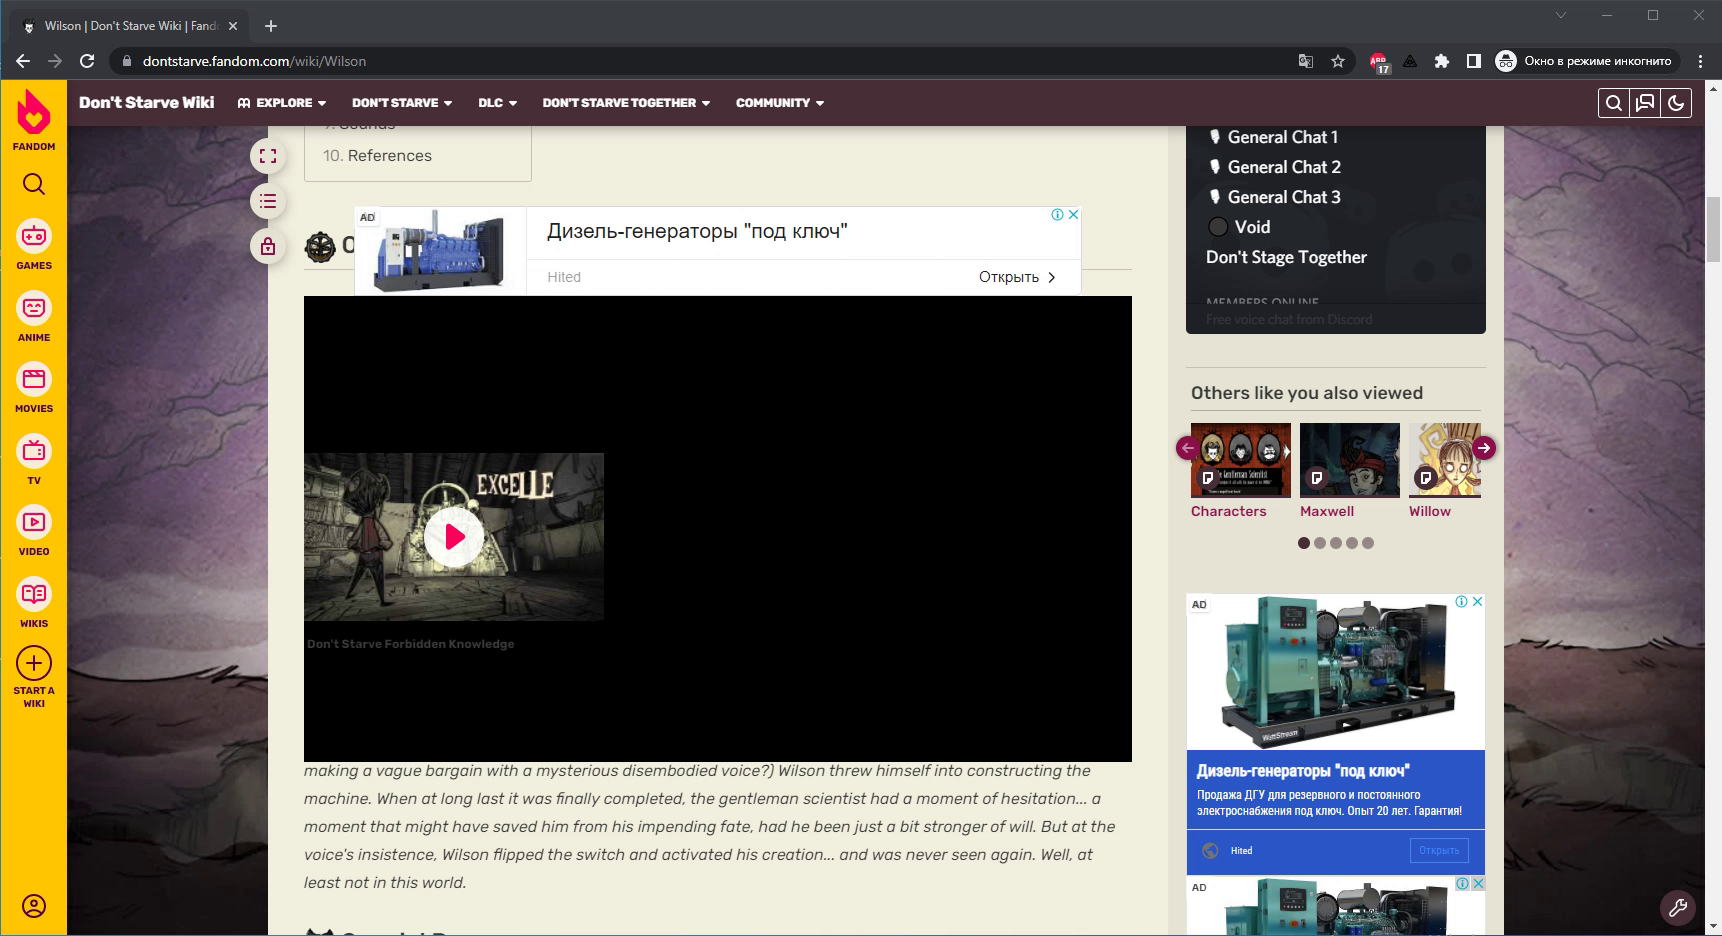 Wilson | Don't Starve Wiki | Fand
dontstarve.fandom.com/wiki/Wilson
17
Окно в режиме инкогнито
FANDOM
GAMES
ANIME
MOVIES
TV
VIDEO
WIKIS
START A
WIKI
Don't Starve Wiki
EXPLORE
DON'T STARVE
DLC
DON'T STARVE TOGETHER
COMMUNITY
10. References
AD
Дизель-генераторы "под ключ"
Hited
Открыть
EXCELLE
Don't Starve Forbidden Knowledge
making a vague bargain with a mysterious disembodied voice?) Wilson threw himself into constructing the
machine. When at long last it was finally completed, the gentleman scientist had a moment of hesitation... a
moment that might have saved him from his impending fate, had he been just a bit stronger of will. But at the
voice's insistence, Wilson flipped the switch and activated his creation... and was never seen again. Well, at
least not in this world.
General Chat 1
General Chat 2
General Chat 3
Void
Don't Stage Together
MEMBERS ONLINE
Free voice chat from Discord
Others like you also viewed
Characters
Maxwell
Willow
AD
WattStream
Дизель-генераторы "под ключ"
Продажа ДГУ для резервного и постоянного
электроснабжения под ключ. Опыт 20 лет. Гарантия!
Hited
Открыть
AD